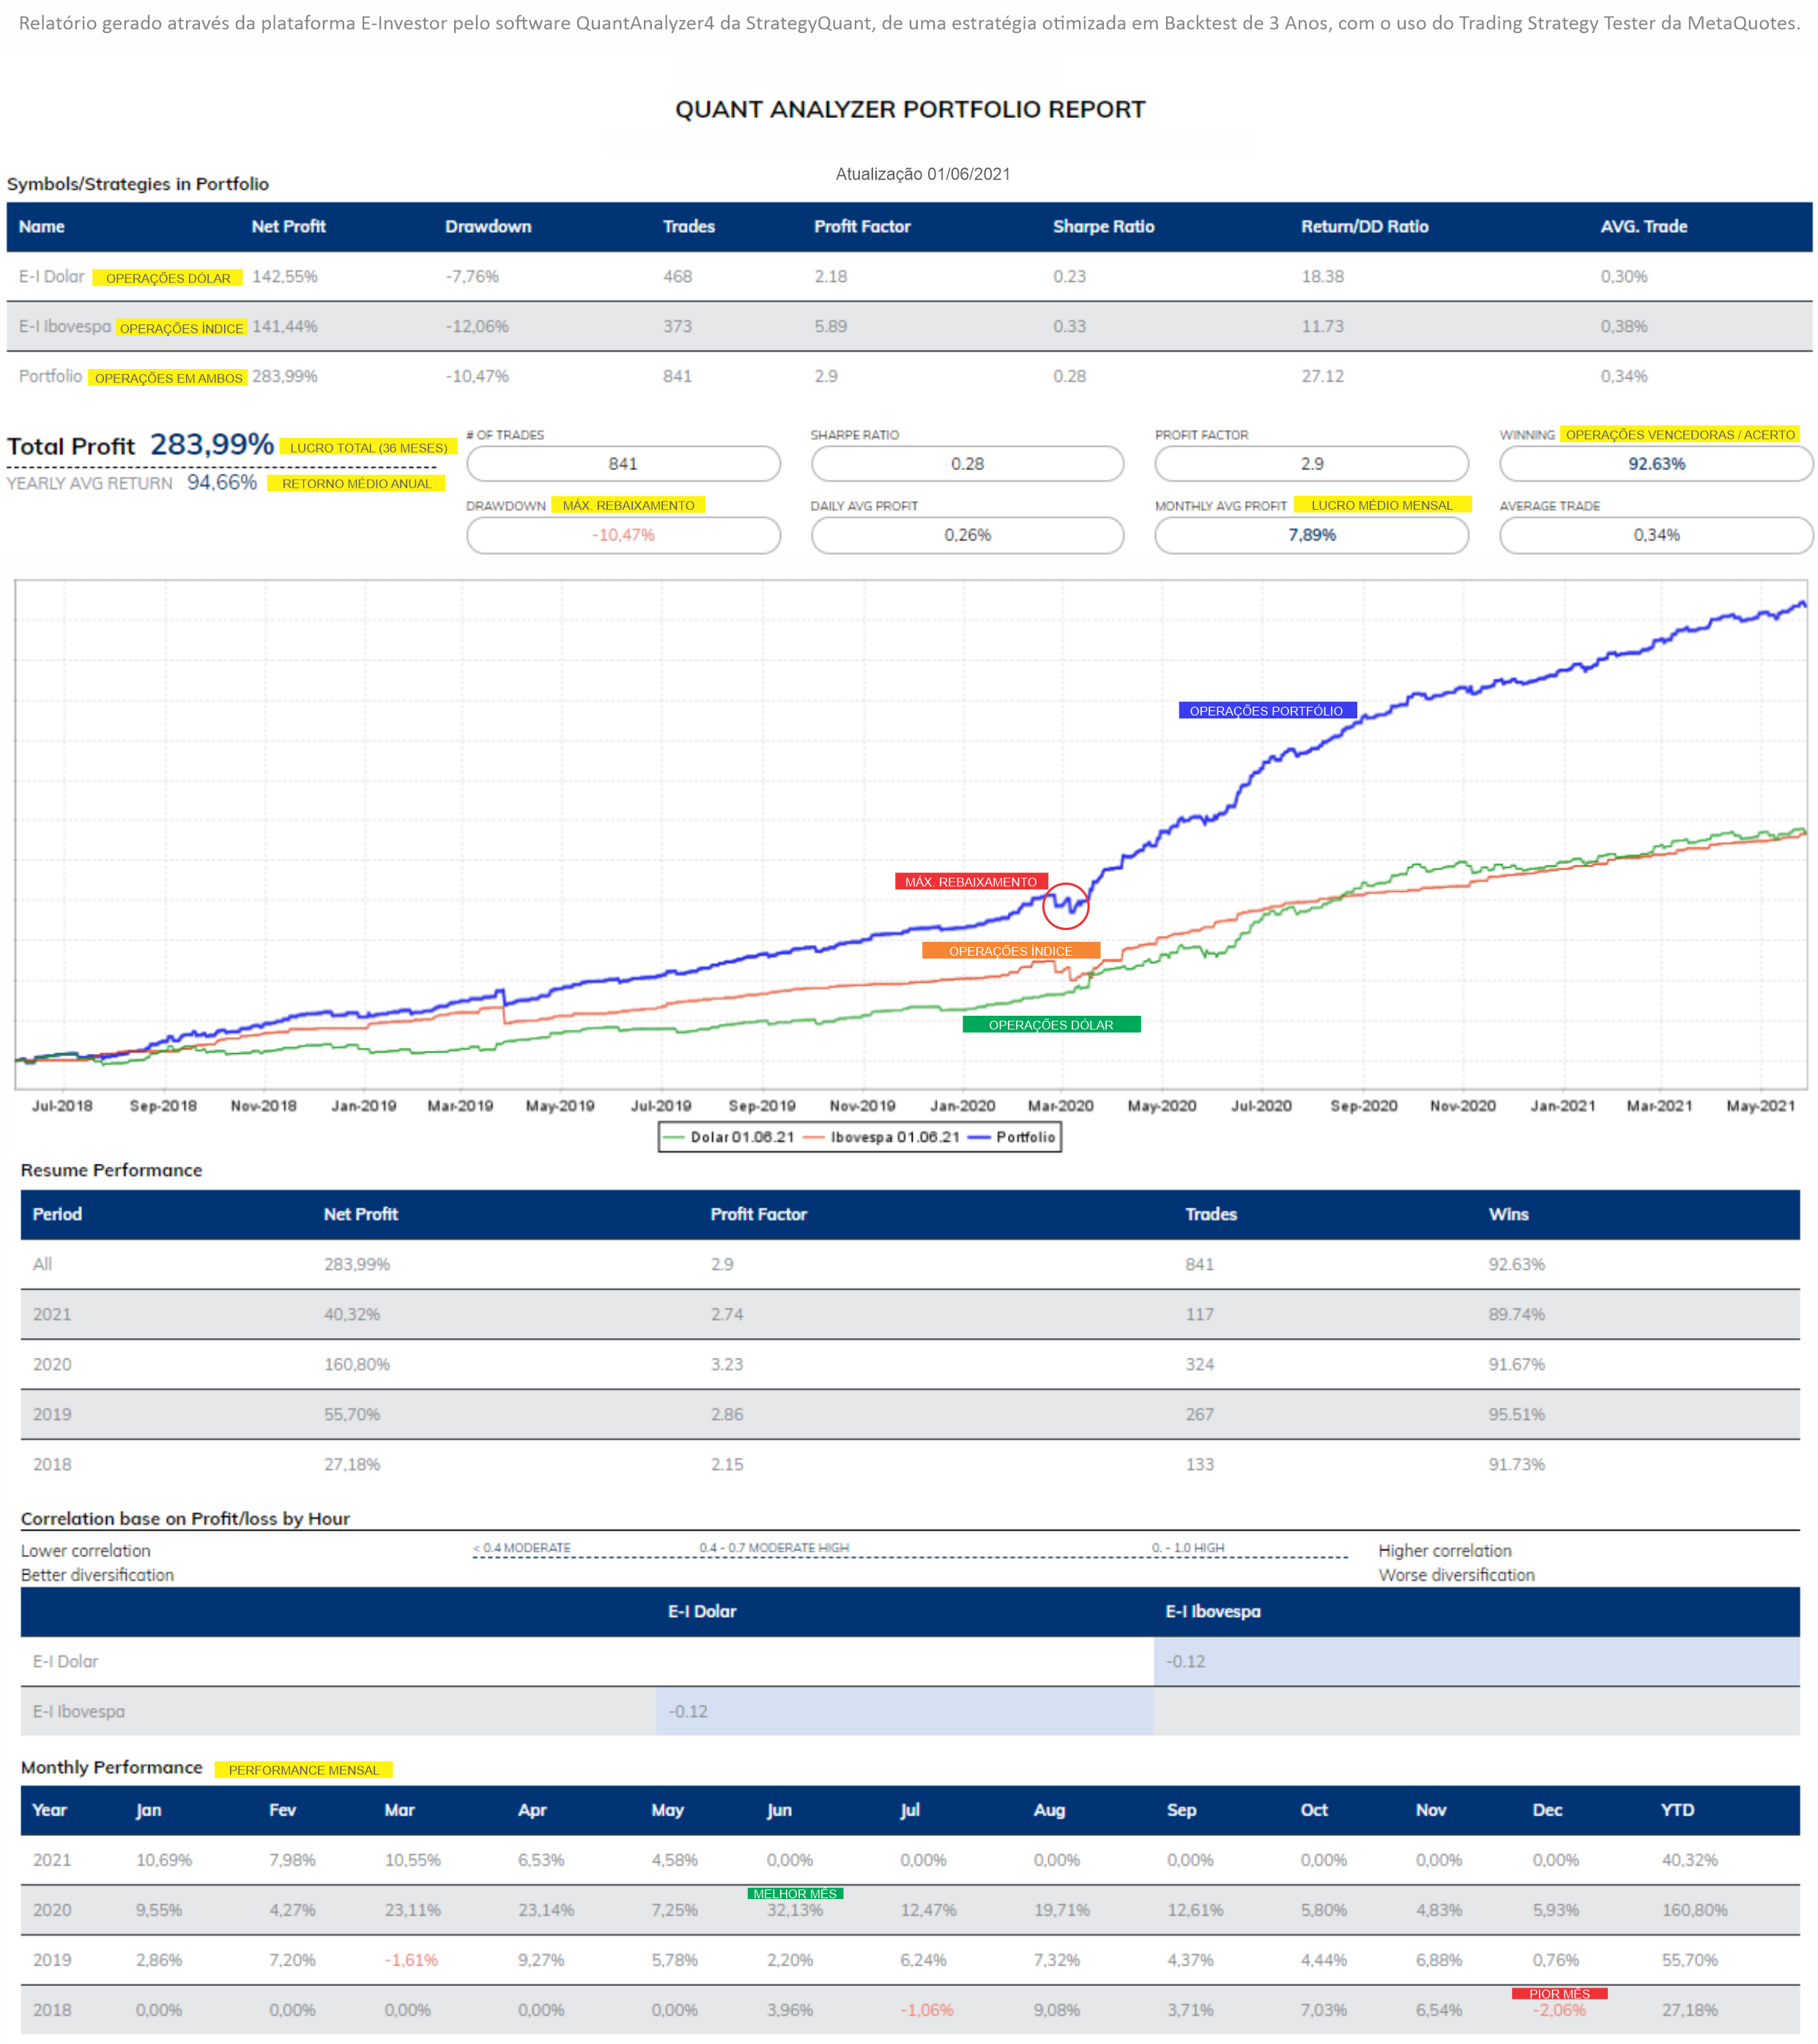 Relatório gerado através da plataforma E-Investor pelo software QuantAnalyzer4 da StrategyQuant, de uma estratégia otimizada em Backtest de 3 Anos, com o uso do Trading Strategy Tester da MetaQuotes.
QUANT ANALYZER PORTFOLIO REPORT
Atualização 01/06/2021
Symbols/Strategies in Portfolio
Name Net Profit Drawdown Trades Profit Factor Sharpe Ratio Return/DD Ratio AVG. Trade
E-I Dolar OPERAÇÕES DÓLAR 142,55% -7,76% 468 2.18 0.23 18.38 0,30%
E-I Ibovespa OPERAÇÕES ÍNDICE 141,44% -12,06% 373 5.89 0.33 11.73 0,38%
Portfolio OPERAÇÕES EM AMBOS 283,99% -10,47% 841 2.9 0.28 27.12 0,34%
Total Profit 283,99% LUCRO TOTAL (36 MESES)
YEARLY AVG RETURN 94,66% RETORNO MÉDIO ANUAL
# OF TRADES SHARPE RATIO PROFIT FACTOR WINNING OPERAÇÕES VENCEDORAS / ACERTO
841 0.28 2.9 92.63%
DRAWDOWN MÁX. REBAIXAMENTO DAILY AVG PROFIT MONTHLY AVG PROFIT LUCRO MÉDIO MENSAL AVERAGE TRADE
-10,47% 0,26% 7,89% 0,34%
OPERAÇÕES PORTFÓLIO
MÁX. REBAIXAMENTO
OPERAÇÕES ÍNDICE
OPERAÇÕES DÓLAR
Jul-2018 Sep-2018 Nov-2018 Jan-2019 Mar-2019 May-2019 Jul-2019 Sep-2019 Nov-2019 Jan-2020 Mar-2020 May-2020 Jul-2020 Sep-2020 Nov-2020 Jan-2021 Mar-2021 May-2021
Dolar 01.06.21 Ibovespa 01.06.21 Portfolio
Resume Performance
Period Net Profit Profit Factor Trades Wins
All 283,99% 2.9 841 92.63%
2021 40,32% 2.74 117 89.74%
2020 160,80% 3.23 324 91.67%
2019 55,70% 2.86 267 95.51%
2018 27,18% 2.15 133 91.73%
Correlation base on Profit/loss by Hour
Lower correlation < 0.4 MODERATE 0.4 - 0.7 MODERATE HIGH 0. - 1.0 HIGH Higher correlation
Better diversification Worse diversification
E-I Dolar E-I Ibovespa
E-I Dolar -0.12
E-I Ibovespa -0.12
Monthly Performance PERFORMANCE MENSAL
Year Jan Fev Mar Apr May Jun Jul Aug Sep Oct Nov Dec YTD
2021 10,69% 7,98% 10,55% 6,53% 4,58% 0,00% 0,00% 0,00% 0,00% 0,00% 0,00% 0,00% 40,32%
MELHOR MÊS
2020 9,55% 4,27% 23,11% 23,14% 7,25% 32,13% 12,47% 19,71% 12,61% 5,80% 4,83% 5,93% 160,80%
2019 2,86% 7,20% -1,61% 9,27% 5,78% 2,20% 6,24% 7,32% 4,37% 4,44% 6,88% 0,76% 55,70%
PIOR MÊS
2018 0,00% 0,00% 0,00% 0,00% 0,00% 3,96% -1,06% 9,08% 3,71% 7,03% 6,54% -2,06% 27,18%